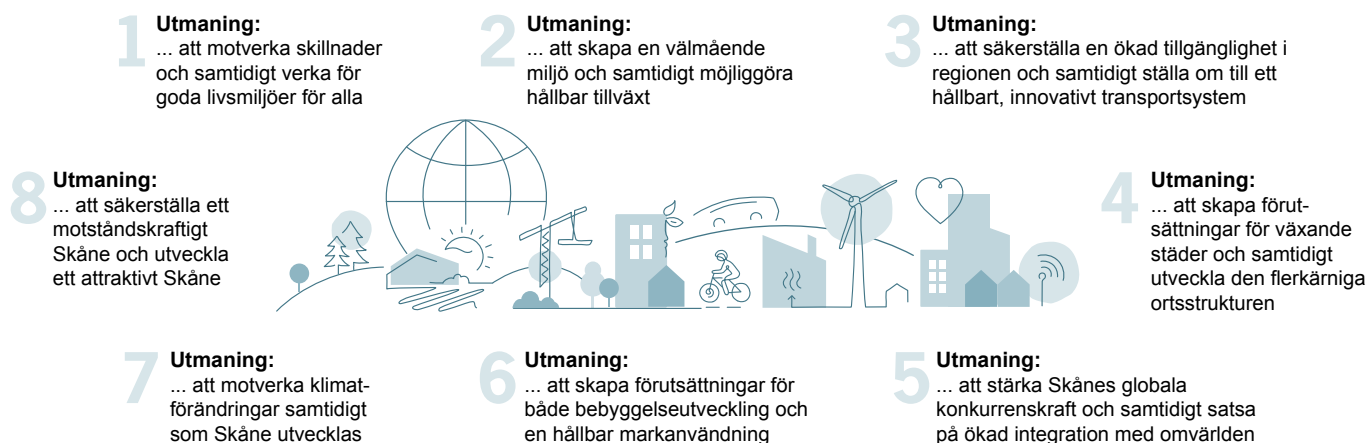 1
Utmaning:
... att motverka skillnader
och samtidigt verka för
goda livsmiljöer för alla
2
Utmaning:
... att skapa en välmående
miljö och samtidigt möjliggöra
hållbar tillväxt
3
Utmaning:
... att säkerställa en ökad tillgänglighet i
regionen och samtidigt ställa om till ett
hållbart, innovativt transportsystem
4
Utmaning:
... att skapa förut-
sättningar för växande
städer och samtidigt
utveckla den flerkärniga
ortsstrukturen
5
Utmaning:
... att stärka Skånes globala
konkurrenskraft och samtidigt satsa
på ökad integration med omvärlden
6
Utmaning:
... att skapa förutsättningar för
både bebyggelseutveckling och
en hållbar markanvändning
7
Utmaning:
... att motverka klimat-
förändringar samtidigt
som Skåne utvecklas
8
Utmaning:
... att säkerställa ett
motståndskraftigt
Skåne och utveckla
ett attraktivt Skåne